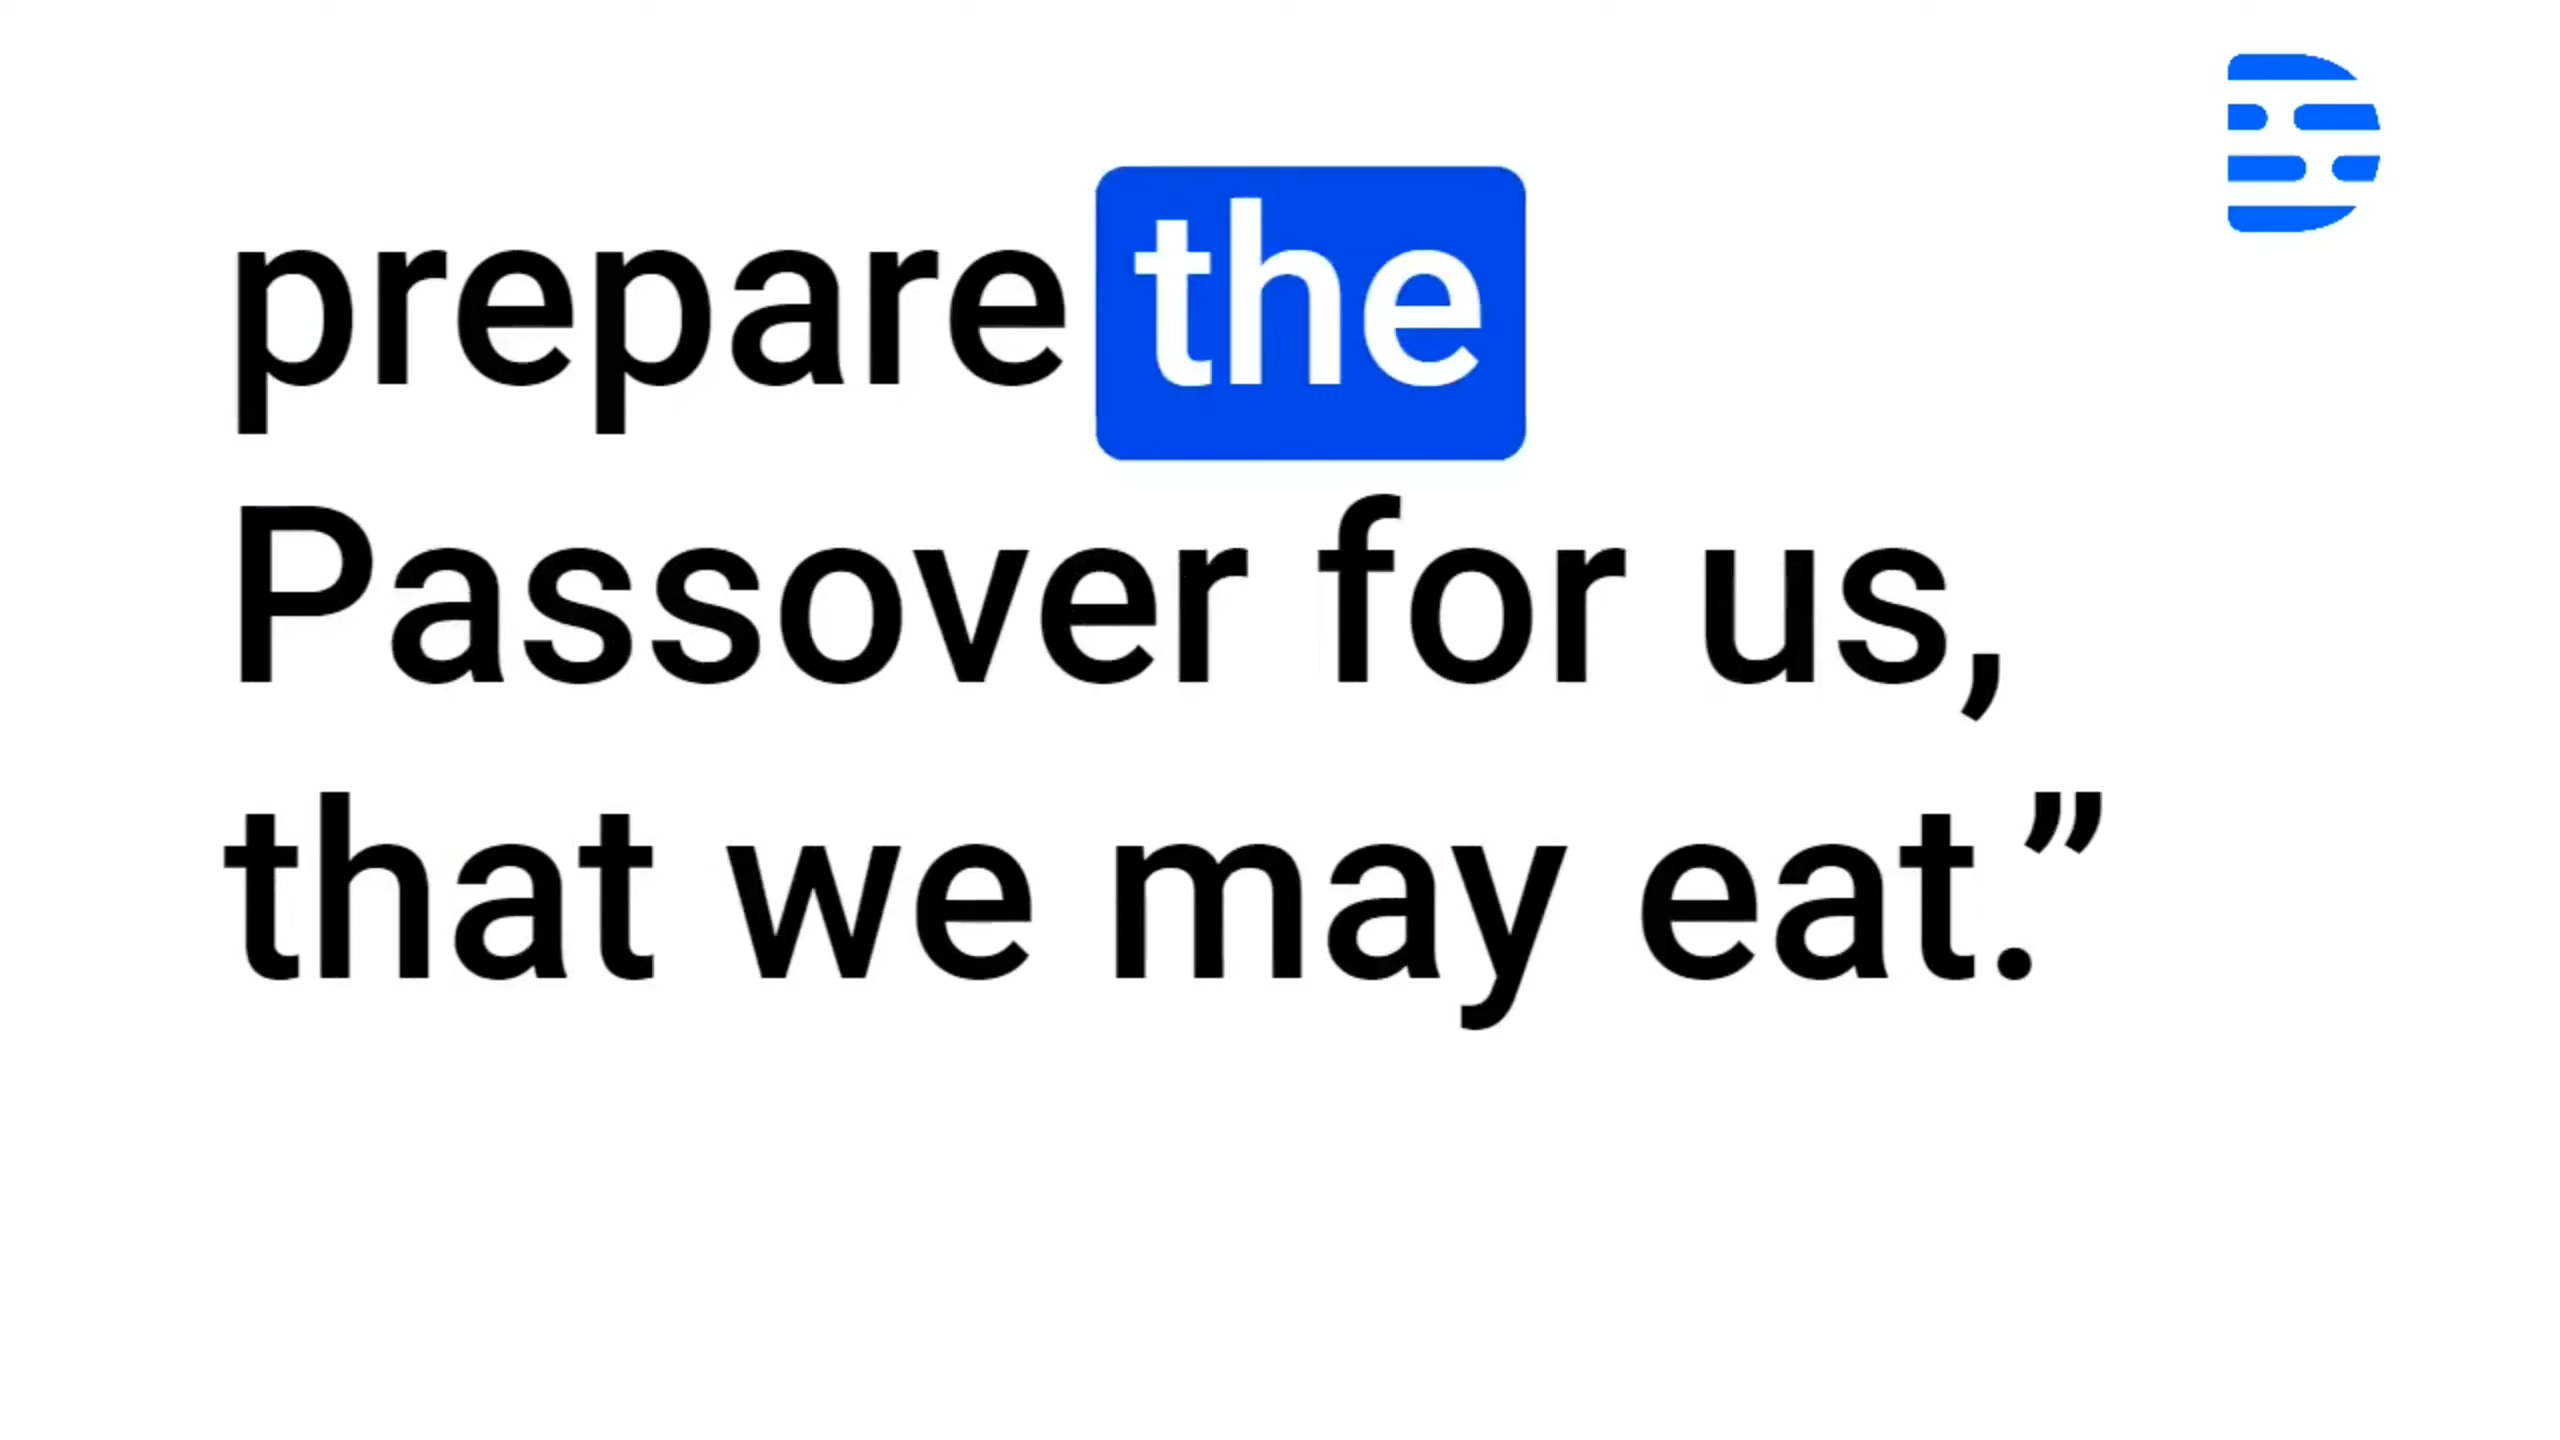 prepare the
Passover for us,
that we may eat.”